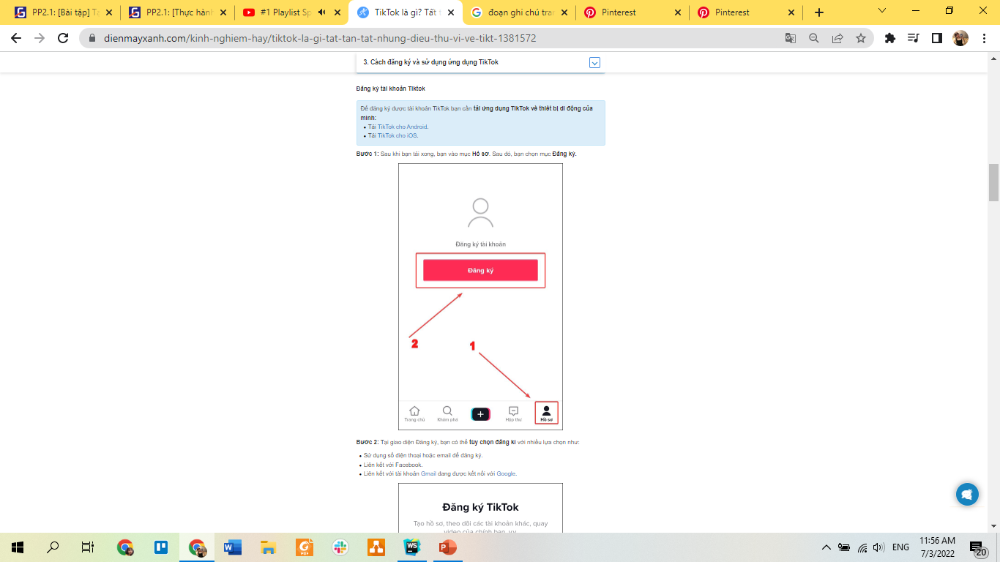 PP2.1: [Bài tập] Tạ
PP2.1: [Thực hành
#1 Playlist Sp
TikTok là gì? Tất t
đoạn ghi chú tran
Pinterest
Pinterest
dienmayxanh.com/kinh-nghiem-hay/tiktok-la-gi-tat-tan-tat-nhung-dieu-thu-vi-ve-tikt-1381572
3. Cách đăng ký và sử dụng ứng dụng TikTok
Đăng ký tài khoản Tiktok
Để đăng ký được tài khoản TikTok bạn cần tải ứng dụng TikTok về thiết bị di động của
mình:
Tải TikTok cho Android.
Tải TikTok cho iOS.
Bước 1: Sau khi bạn tải xong, bạn vào mục Hồ sơ. Sau đó, bạn chọn mục Đăng ký.
Đăng ký tài khoản
Đăng ký
2
1
Trang chủ
Khám phá
Hộp thư
Hồ sơ
Bước 2: Tại giao diện Đăng ký, bạn có thể tùy chọn đăng kí với nhiều lựa chọn như:
Sử dụng số điện thoại hoặc email để đăng ký.
Liên kết với Facebook.
Liên kết với tài khoản Gmail đang được kết nối với Google.
Đăng ký TikTok
Tạo hồ sơ, theo dõi các tài khoản khác, quay
video của chính bạn, v.v.
W
PDF
WS
P
ENG
11:56 AM
7/3/2022
20